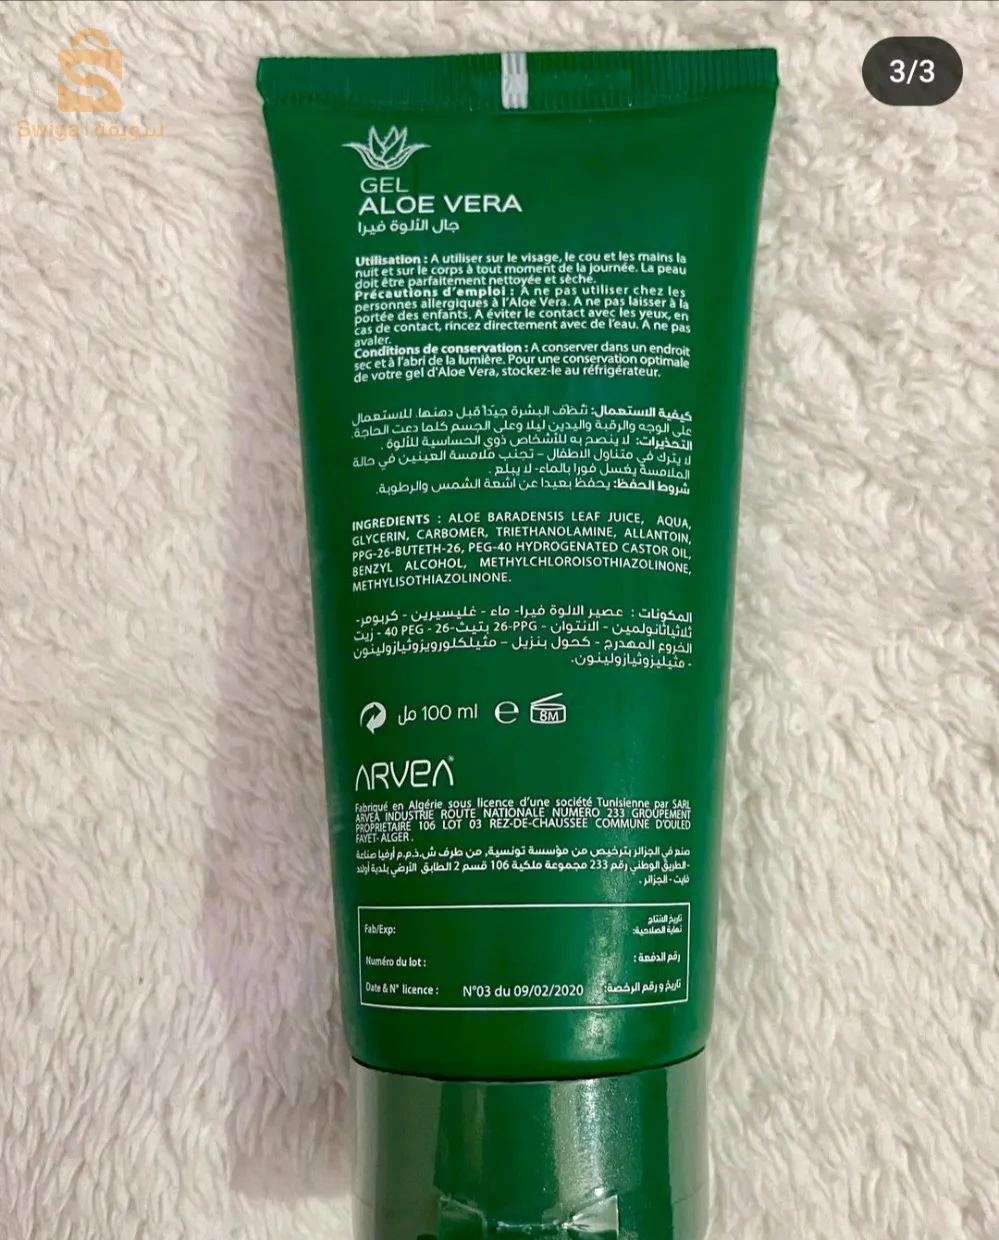 3/3
Swiga | سويقة
GEL
ALOE VERA
جال الألوة فيرا
Utilisation : A utiliser sur le visage, le cou et les mains la
nuit et sur le corps à tout moment de la journée. La peau
doit être parfaitement nettoyée et sèche.
Précautions d'emploi : A ne pas utiliser chez les
personnes allergiques à l'Aloe Vera. A ne pas laisser à la
portée des enfants. A éviter le contact avec les yeux, en
cas de contact, rincez directement avec de l'eau. A ne pas
avaler.
Conditions de conservation : A conserver dans un endroit
sec et à l'abri de la lumière. Pour une conservation optimale
de votre gel d'Aloe Vera, stockez-le au réfrigérateur.
كيفية الاستعمال: تنظف البشرة جيّداً قبل دهنها. للاستعمال
على الوجه والرقبة واليدين ليلا وعلى الجسم كلما دعت الحاجة.
التحذيرات: لا ينصح به للأشخاص ذوي الحساسية للألوة .
لا يترك في متناول الاطفال – تجنب ملامسة العينين في حالة
الملامسة يغسل فورا بالماء- لا يبلع .
شروط الحفظ: يحفظ بعيدا عن اشعة الشمس والرطوبة.
INGREDIENTS : ALOE BARADENSIS LEAF JUICE, AQUA,
GLYCERIN, CARBOMER, TRIETHANOLAMINE, ALLANTOIN,
PPG-26-BUTETH-26, PEG-40 HYDROGENATED CASTOR OIL,
BENZYL ALCOHOL, METHYLCHLOROISOTHIAZOLINONE,
METHYLISOTHIAZOLINONE.
المكونات : عصير الالوة فيرا- ماء - غليسيرين - كربومر-
ثلاثياثانولمين - الانتوان - PPG-26 بتيث-26 - PEG 40 - زيت
الخروع المهدرج - كحول بنزيل – مثيلكلورويزوثيازولينون
- مثيليزوثيازولينون.
100 ml مل e 8M
ARVEA
Fabriqué en Algérie sous licence d'une société Tunisienne par SARL
ARVEA INDUSTRIE ROUTE NATIONALE NUMERO 233 GROUPEMENT
PROPRIETAIRE 106 LOT 03 REZ-DE-CHAUSSEE COMMUNE D'OULED
FAYET- ALGER .
صنع في الجزائر بترخيص من مؤسسة تونسية، من طرف ش.ذ.م.م أرفيا صناعة
-الطريق الوطني رقم 233 مجموعة ملكية 106 قسم 2 الطابق الأرضي بلدية أولاد
فايت - الجزائر .
تاريخ الانتاج
Fab/Exp: نهاية الصلاحية:
Numéro du lot : رقم الدفعة :
Date & N° licence : N°03 du 09/02/2020 تاريخ و رقم الرخصة: